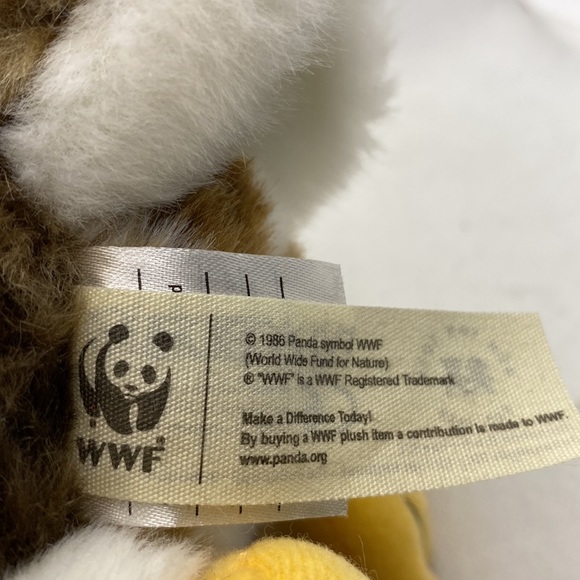 © 1986 Panda symbol WWF
(World Wide Fund for Nature)
® "WWF" is a WWF Registered Trademark
Make a Difference Today!
By buying a WWF plush item a contribution is made to WWF.
www.panda.org
WWF®